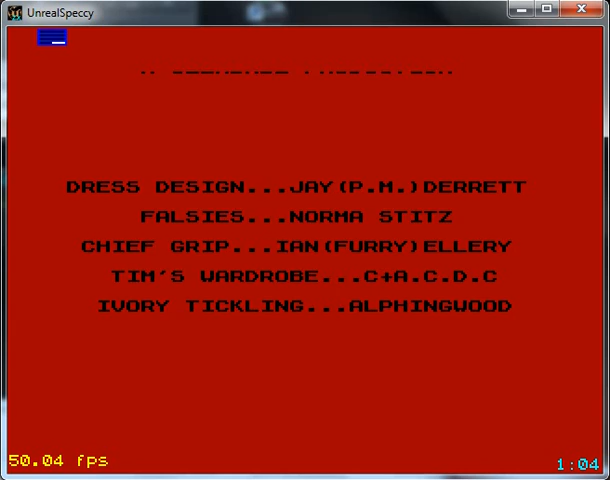 UnrealSpeccy
DRESS DESIGN...JAY(P.M.)DERRETT
FALSIES...NORMA STITZ
CHIEF GRIP...IAN(FURRY)ELLERY
TIM'S WARDROBE...C+A.C.D.C
IVORY TICKLING...ALPHINGWOOD
50.04 fps
1:04